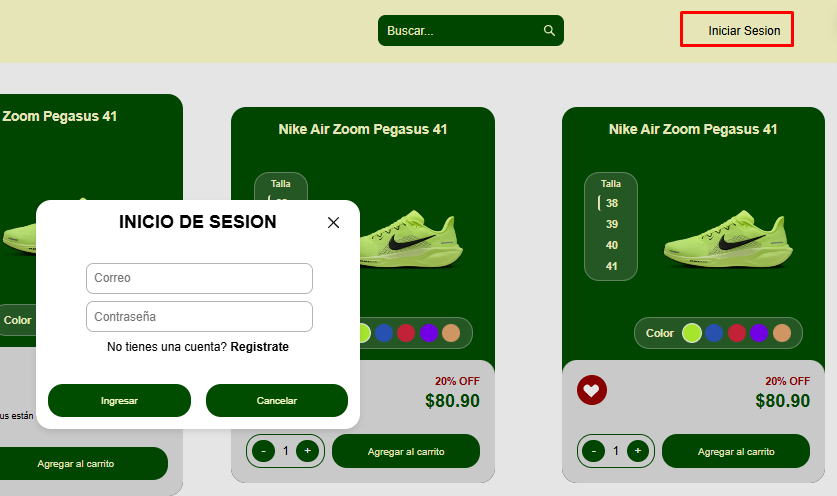 Buscar...
Iniciar Sesion
Zoom Pegasus 41
Nike Air Zoom Pegasus 41
Nike Air Zoom Pegasus 41
Talla
Talla
38
39
40
41
INICIO DE SESION
Correo
Contraseña
No tienes una cuenta? Registrate
Ingresar
Cancelar
Color
Color
20% OFF
$80.90
20% OFF
$80.90
están
Agregar al carrito
- 1 +
Agregar al carrito
- 1 +
Agregar al carrito